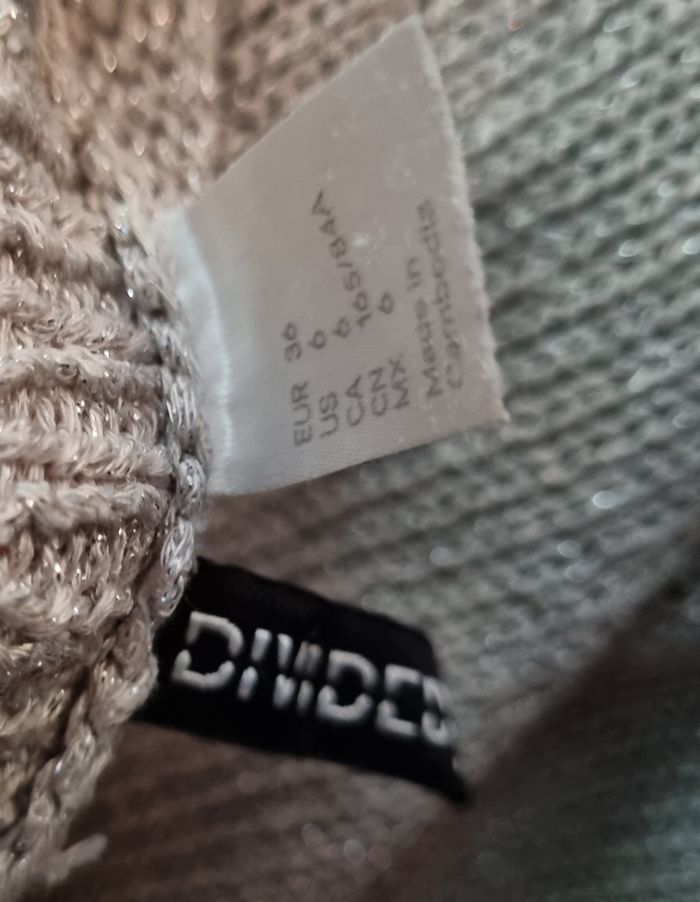 EUR 36
US 6
CA 6
CN 165/84A
MX 6
Made in
Cambodia
DIVIDED